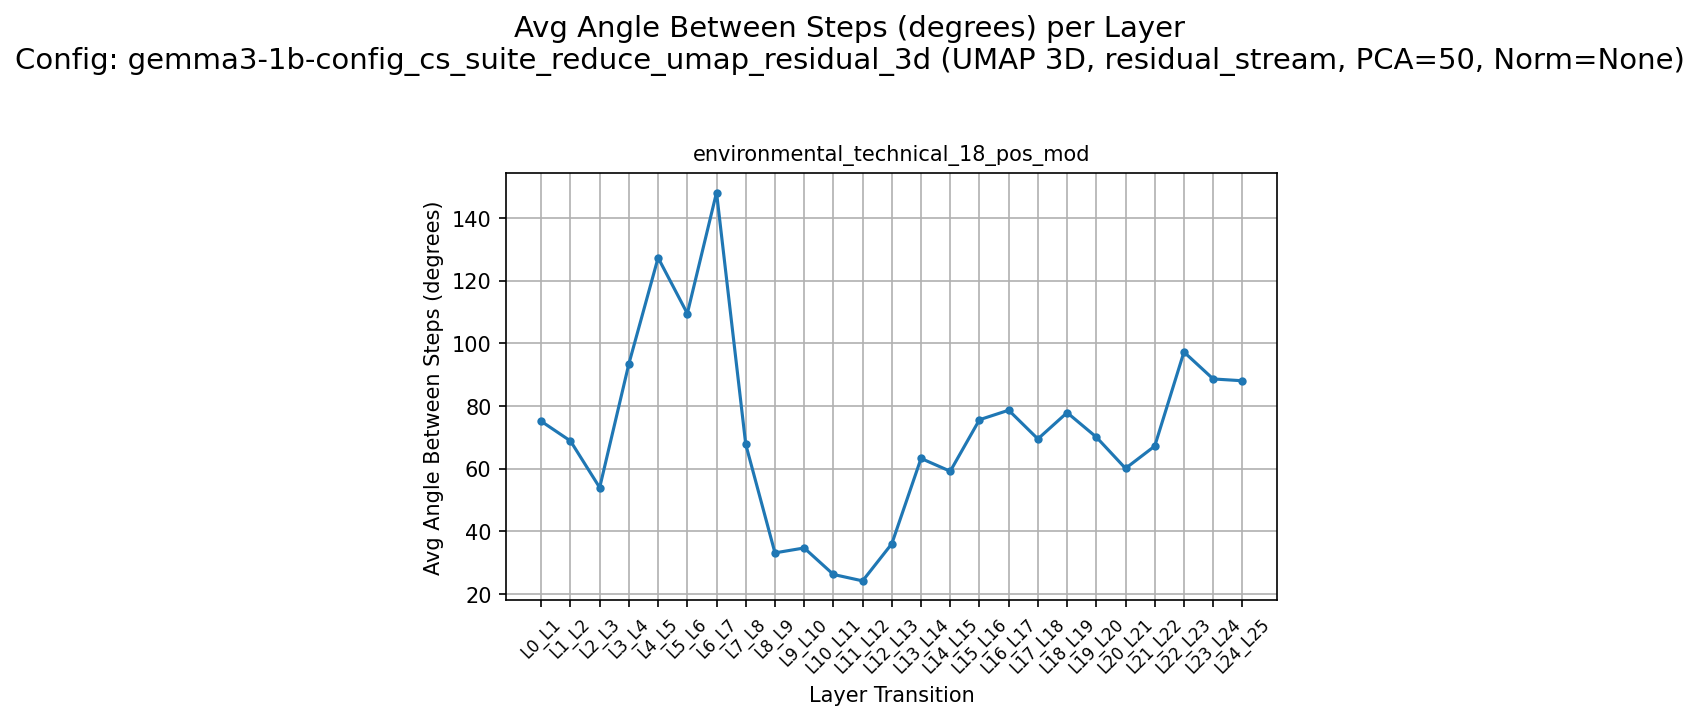 Avg Angle Between Steps (degrees) per Layer
Config: gemma3-1b-config_cs_suite_reduce_umap_residual_3d (UMAP 3D, residual_stream, PCA=50, Norm=None)
environmental_technical_18_pos_mod
Avg Angle Between Steps (degrees)
140
120
100
80
60
40
20
L0_L1
L1_L2
L2_L3
L3_L4
L4_L5
L5_L6
L6_L7
L7_L8
L8_L9
L9_L10
L10_L11
L11_L12
L12_L13
L13_L14
L14_L15
L15_L16
L16_L17
L17_L18
L18_L19
L19_L20
L20_L21
L21_L22
L22_L23
L23_L24
L24_L25
Layer Transition